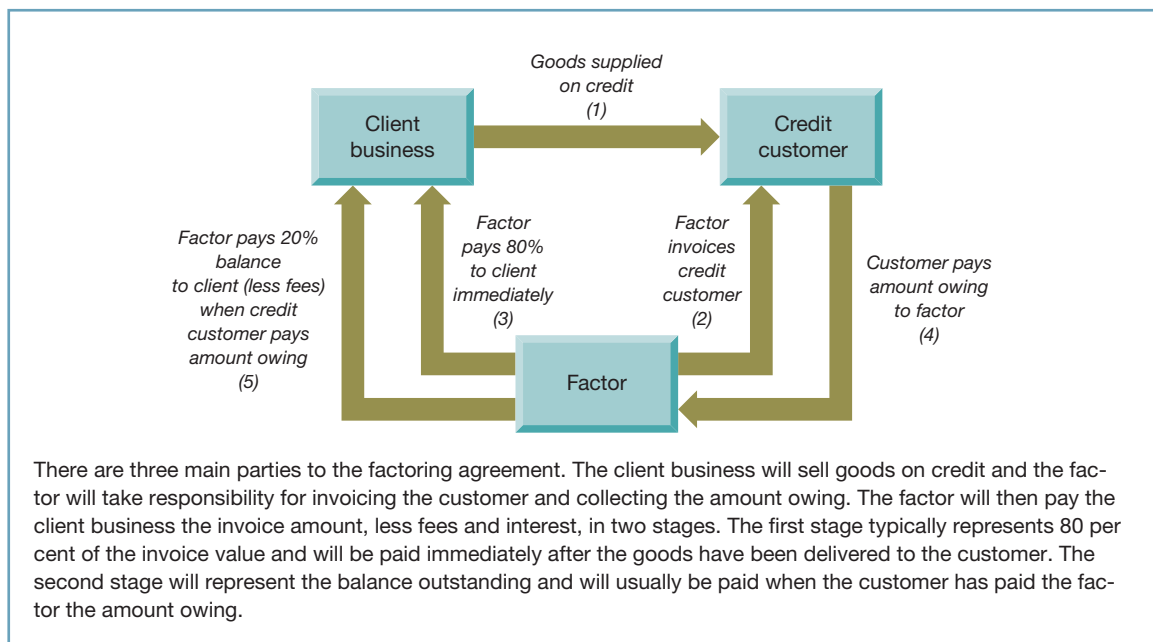 Goods supplied
on credit
(1)
Client
business
Credit
customer
Factor pays 20%
balance
to client (less fees)
when credit
customer pays
amount owing
(5)
Factor
pays 80%
to client
immediately
(3)
Factor
invoices
credit
customer
(2)
Customer pays
amount owing
to factor
(4)
Factor
There are three main parties to the factoring agreement. The client business will sell goods on credit and the fac-
tor will take responsibility for invoicing the customer and collecting the amount owing. The factor will then pay the
client business the invoice amount, less fees and interest, in two stages. The first stage typically represents 80 per
cent of the invoice value and will be paid immediately after the goods have been delivered to the customer. The
second stage will represent the balance outstanding and will usually be paid when the customer has paid the fac-
tor the amount owing.